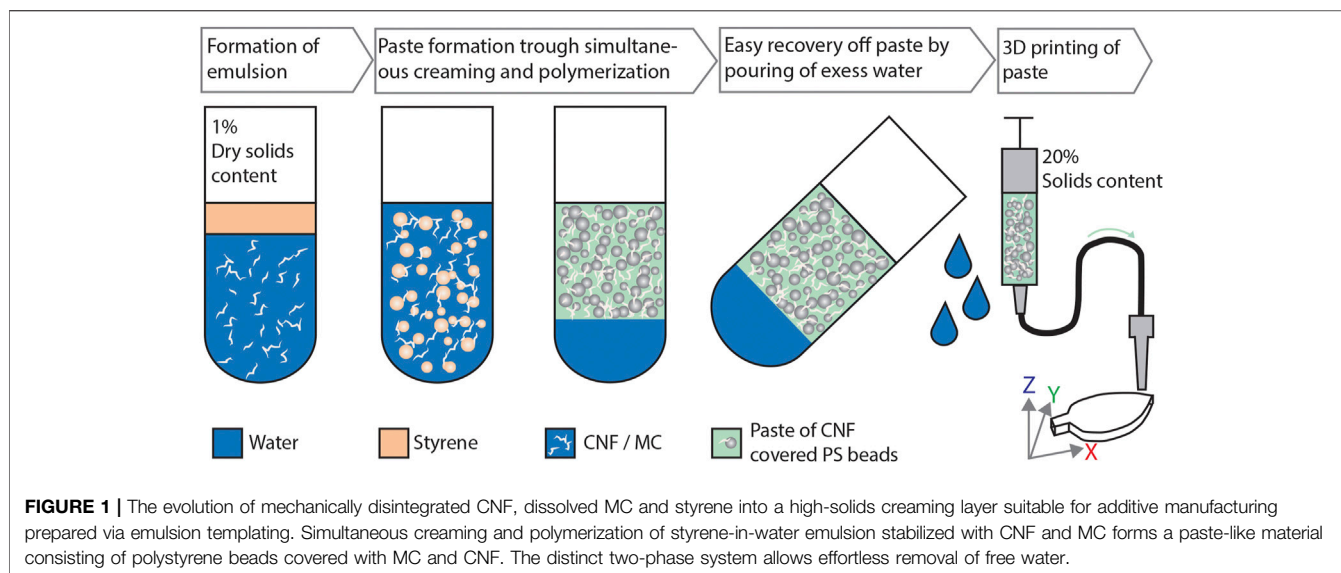 Formation of
emulsion
Paste formation trough simultane-
ous creaming and polymerization
Easy recovery off paste by
pouring of exess water
3D printing of
paste
1%
Dry solids
content
20%
Solids content
Z
Y
X
Water
Styrene
CNF / MC
Paste of CNF
covered PS beads
FIGURE 1 | The evolution of mechanically disintegrated CNF, dissolved MC and styrene into a high-solids creaming layer suitable for additive manufacturing
prepared via emulsion templating. Simultaneous creaming and polymerization of styrene-in-water emulsion stabilized with CNF and MC forms a paste-like material
consisting of polystyrene beads covered with MC and CNF. The distinct two-phase system allows effortless removal of free water.